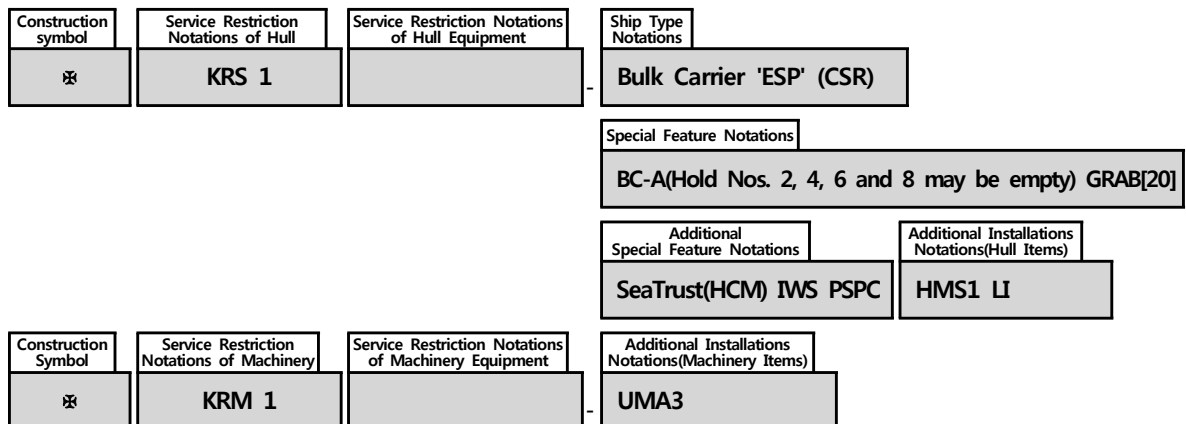 Construction symbol
Service Restriction Notations of Hull
Service Restriction Notations of Hull Equipment
Ship Type Notations
✠
KRS 1
-
Bulk Carrier 'ESP' (CSR)
Special Feature Notations
BC-A(Hold Nos. 2, 4, 6 and 8 may be empty) GRAB[20]
Additional Special Feature Notations
Additional Installations Notations(Hull Items)
SeaTrust(HCM) IWS PSPC
HMS1 LI
Construction Symbol
Service Restriction Notations of Machinery
Service Restriction Notations of Machinery Equipment
Additional Installations Notations(Machinery Items)
✠
KRM 1
-
UMA3